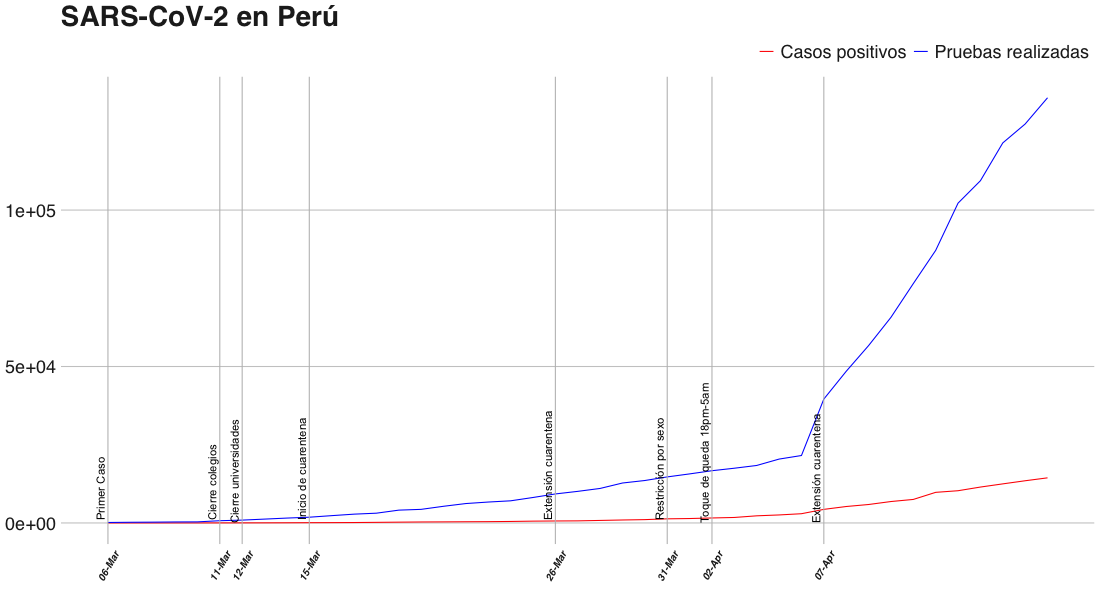 SARS-CoV-2 en Perú
Casos positivos
Pruebas realizadas
1e+05
5e+04
0e+00
Primer Caso
Cierre colegios
Cierre universidades
Inicio de cuarentena
Extensión cuarentena
Restricción por sexo
Toque de queda 18pm-5am
Extensión cuarentena
06-Mar
11-Mar
12-Mar
15-Mar
26-Mar
31-Mar
02-Apr
07-Apr